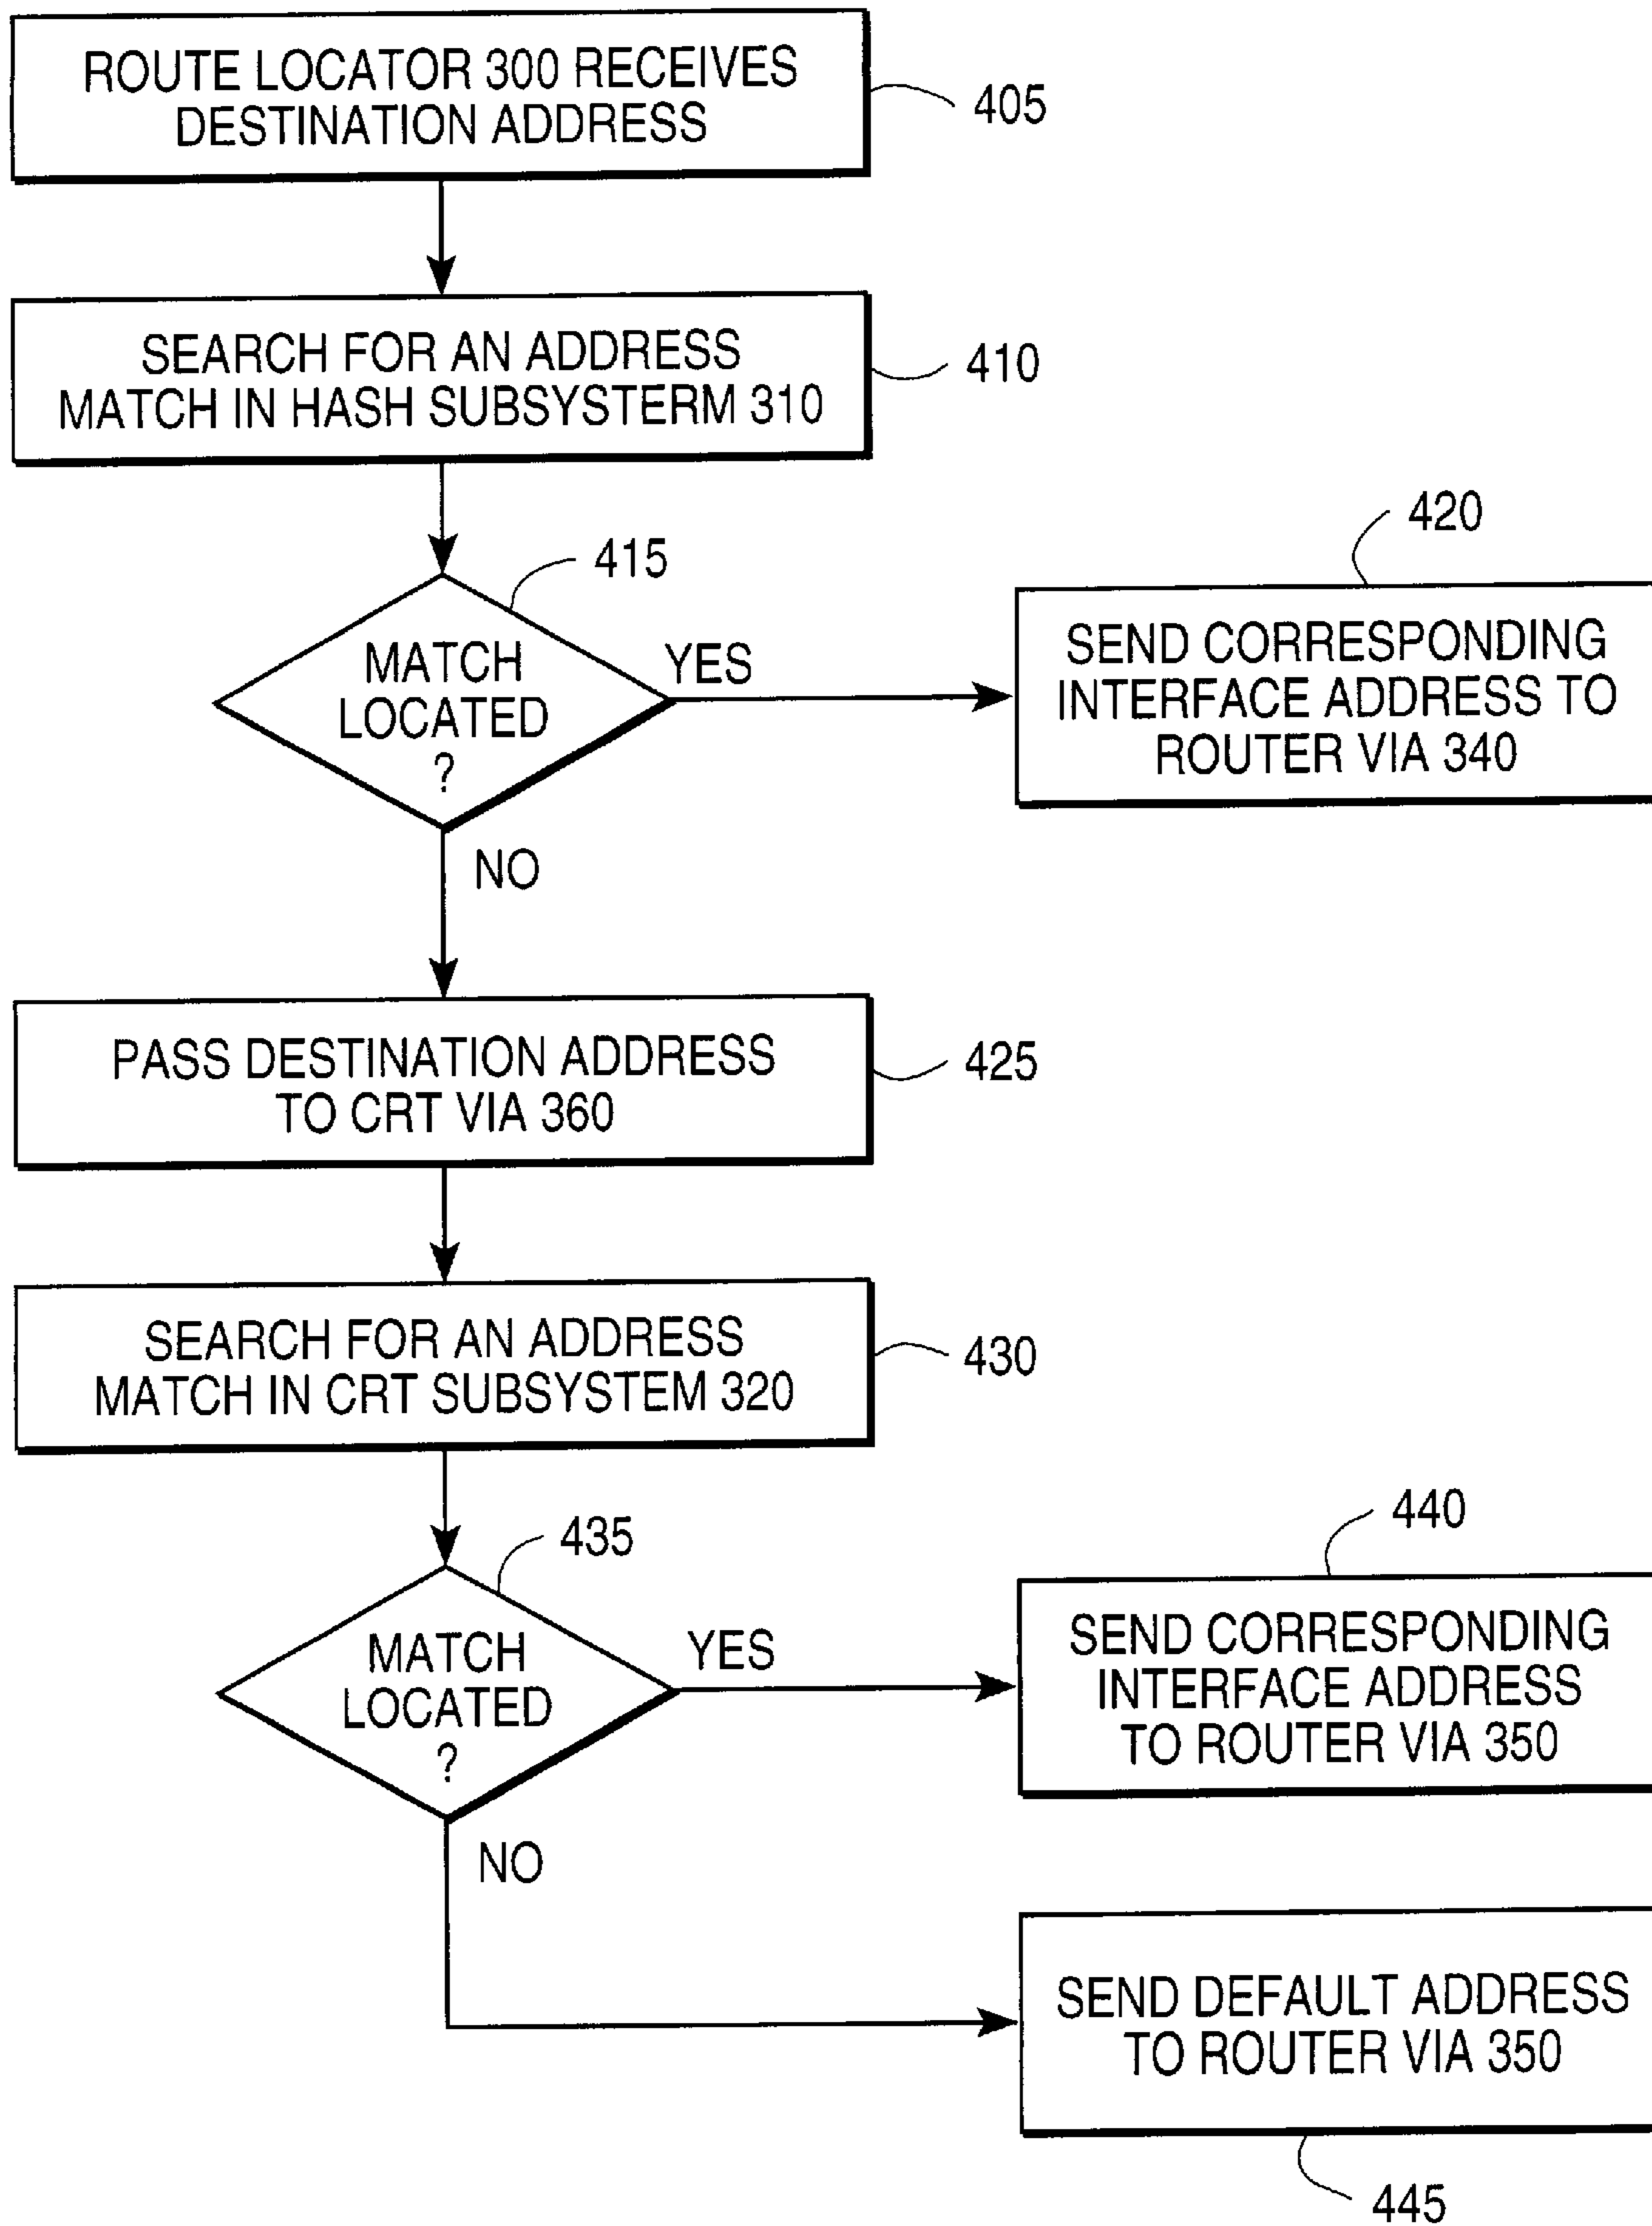 ROUTE LOCATOR 300 RECEIVES
DESTINATION ADDRESS
405
SEARCH FOR AN ADDRESS
MATCH IN HASH SUBSYSTERM 310
410
415
MATCH
LOCATED
?
YES
NO
420
SEND CORRESPONDING
INTERFACE ADDRESS TO
ROUTER VIA 340
PASS DESTINATION ADDRESS
TO CRT VIA 360
425
SEARCH FOR AN ADDRESS
MATCH IN CRT SUBSYSTEM 320
430
435
MATCH
LOCATED
?
YES
NO
440
SEND CORRESPONDING
INTERFACE ADDRESS
TO ROUTER VIA 350
SEND DEFAULT ADDRESS
TO ROUTER VIA 350
445